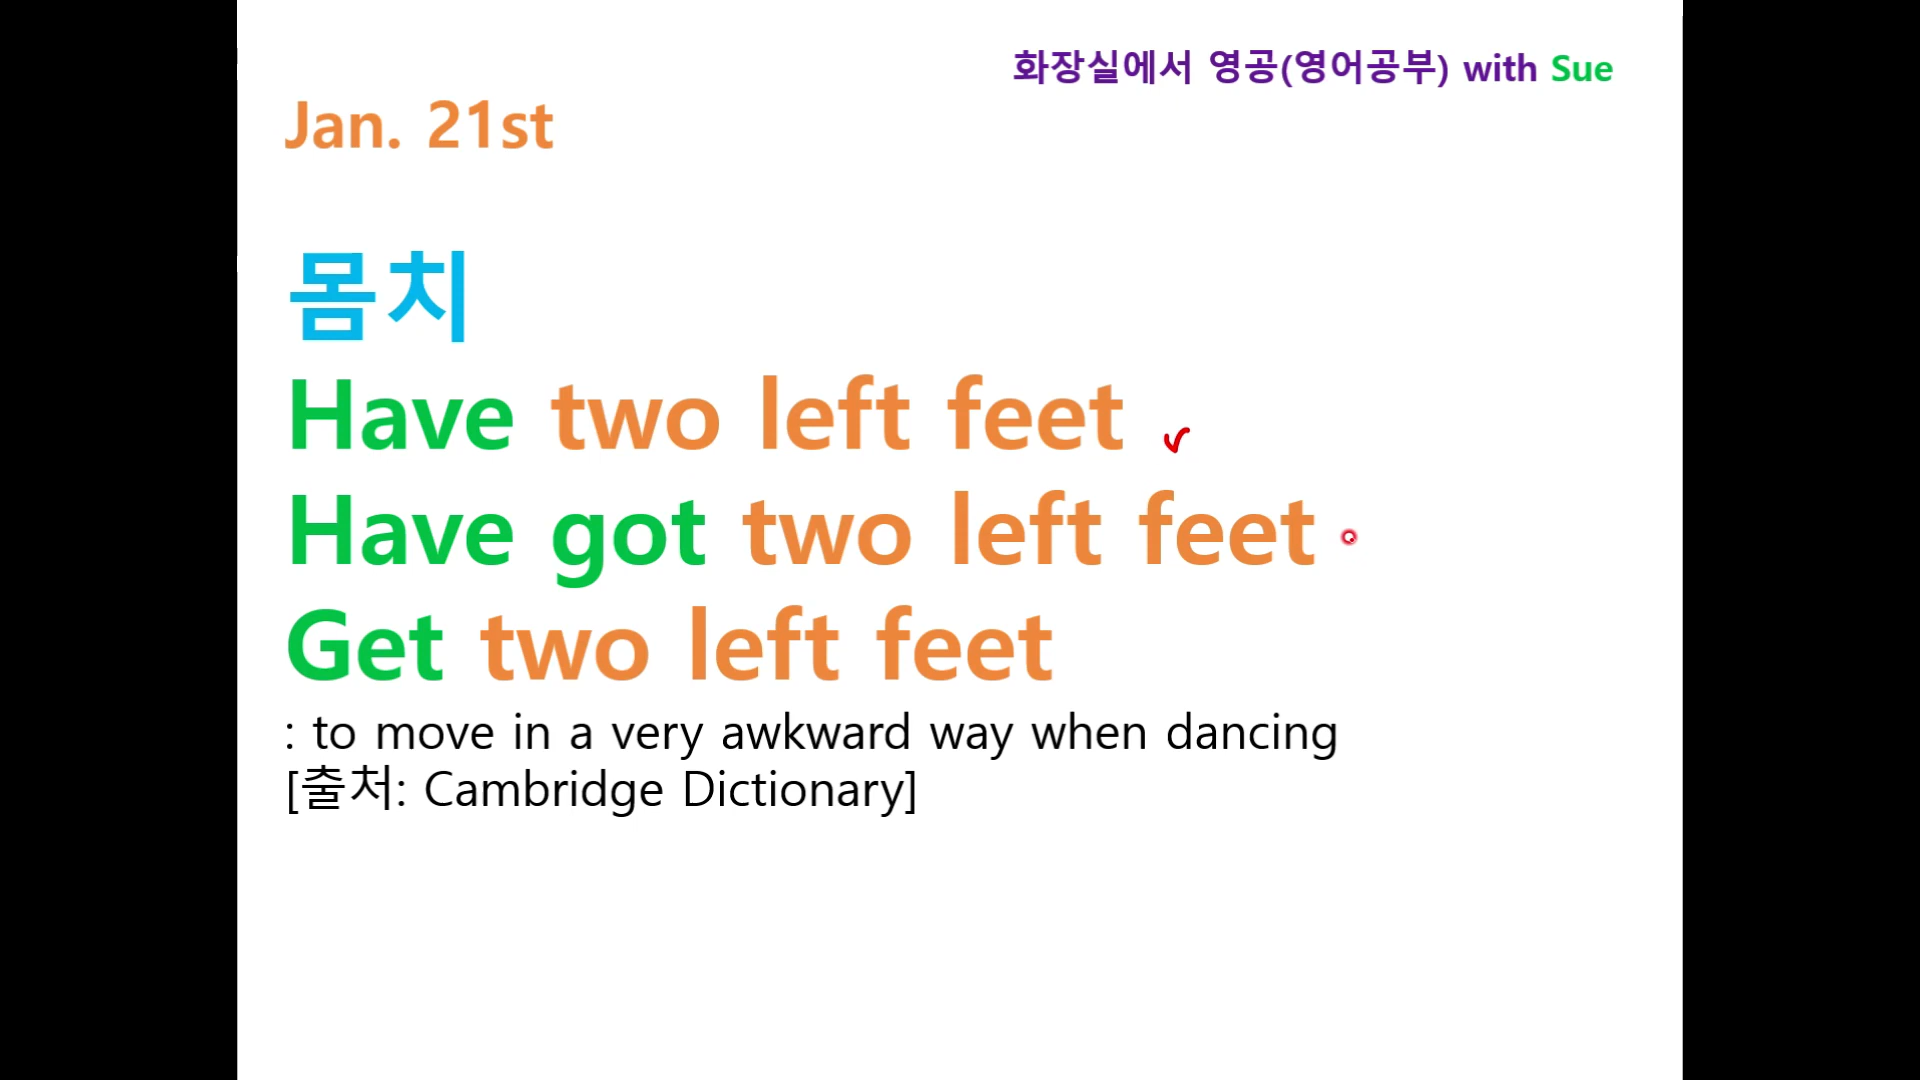 화장실에서 영공(영어공부) with Sue
Jan. 21st
몸치
Have two left feet
Have got two left feet
Get two left feet
: to move in a very awkward way when dancing
[출처: Cambridge Dictionary]